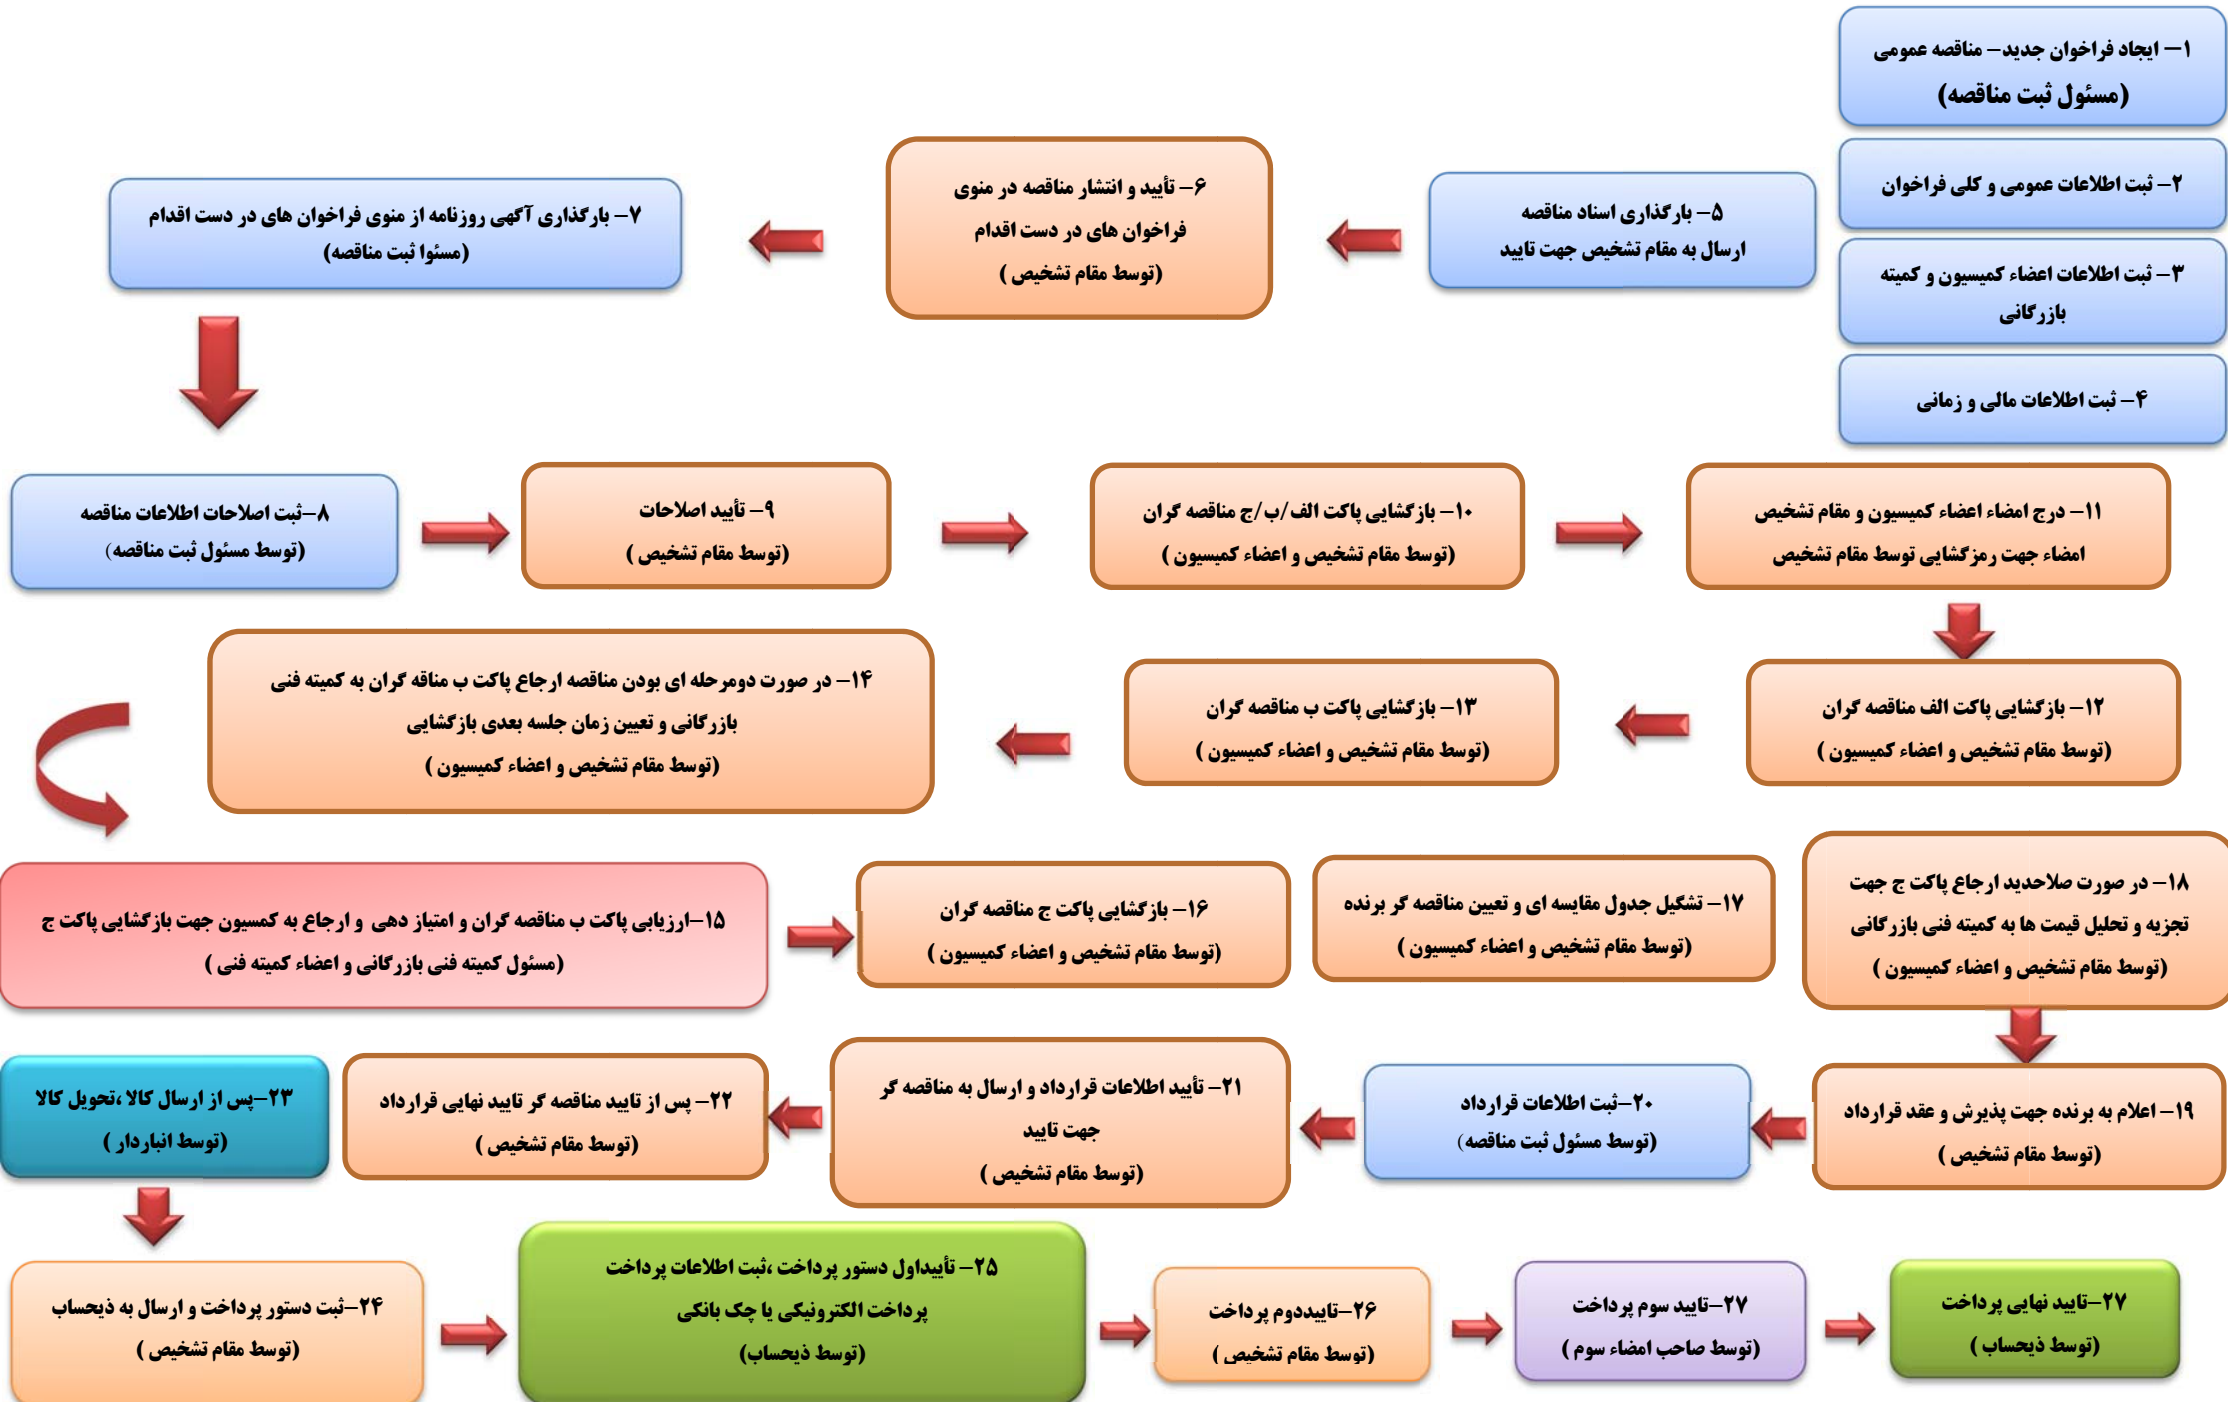 ۱– ایجاد فراخوان جدید– مناقصه عمومی
(مسئول ثبت مناقصه)
۲– ثبت اطلاعات عمومی و کلی فراخوان
۳– ثبت اطلاعات اعضاء کمیسیون و کمیته
بازرگانی
۴– ثبت اطلاعات مالی و زمانی
۵– بارگذاری اسناد مناقصه
ارسال به مقام تشخیص جهت تایید
۶– تأیید و انتشار مناقصه در منوی
فراخوان های در دست اقدام
(توسط مقام تشخیص )
۷– بارگذاری آگهی روزنامه از منوی فراخوان های در دست اقدام
(مسئوا ثبت مناقصه)
۸–ثبت اصلاحات اطلاعات مناقصه
(توسط مسئول ثبت مناقصه)
۹– تأیید اصلاحات
(توسط مقام تشخیص )
۱۰– بازگشایی پاکت الف/ب/ج مناقصه گران
(توسط مقام تشخیص و اعضاء کمیسیون )
۱۱– درج امضاء اعضاء کمیسیون و مقام تشخیص
امضاء جهت رمزگشایی توسط مقام تشخیص
۱۲– بازگشایی پاکت الف مناقصه گران
(توسط مقام تشخیص و اعضاء کمیسیون )
۱۳– بازگشایی پاکت ب مناقصه گران
(توسط مقام تشخیص و اعضاء کمیسیون )
۱۴– در صورت دومرحله ای بودن مناقصه ارجاع پاکت ب مناقه گران به کمیته فنی
بازرگانی و تعیین زمان جلسه بعدی بازگشایی
(توسط مقام تشخیص و اعضاء کمیسیون )
۱۵–ارزیابی پاکت ب مناقصه گران و امتیاز دهی و ارجاع به کمسیون جهت بازگشایی پاکت ج
(مسئول کمیته فنی بازرگانی و اعضاء کمیته فنی )
۱۶– بازگشایی پاکت ج مناقصه گران
(توسط مقام تشخیص و اعضاء کمیسیون )
۱۷– تشگیل جدول مقایسه ای و تعیین مناقصه گر برنده
(توسط مقام تشخیص و اعضاء کمیسیون )
۱۸– در صورت صلاحدید ارجاع پاکت ج جهت
تجزیه و تحلیل قیمت ها به کمیته فنی بازرگانی
(توسط مقام تشخیص و اعضاء کمیسیون )
۱۹– اعلام به برنده جهت پذیرش و عقد قرارداد
(توسط مقام تشخیص )
۲۰–ثبت اطلاعات قرارداد
(توسط مسئول ثبت مناقصه)
۲۱– تأیید اطلاعات قرارداد و ارسال به مناقصه گر
جهت تایید
(توسط مقام تشخیص )
۲۲– پس از تایید مناقصه گر تایید نهایی قرارداد
(توسط مقام تشخیص )
۲۳–پس از ارسال کالا ،تحویل کالا
(توسط انباردار )
۲۴–ثبت دستور پرداخت و ارسال به ذیحساب
(توسط مقام تشخیص )
۲۵– تأییداول دستور پرداخت ،ثبت اطلاعات پرداخت
پرداخت الکترونیکی یا چک بانکی
(توسط ذیحساب)
۲۶–تاییددوم پرداخت
(توسط مقام تشخیص )
۲۷–تایید سوم پرداخت
(توسط صاحب امضاء سوم )
۲۷–تایید نهایی پرداخت
(توسط ذیحساب )